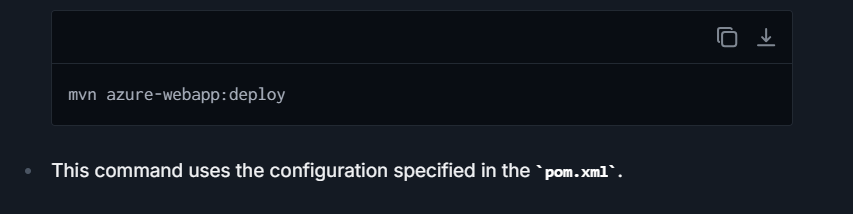 mvn azure-webapp:deploy
This command uses the configuration specified in the `pom.xml`.